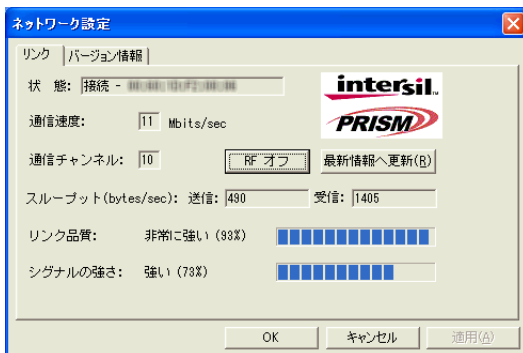 ネットワーク設定
リンク バージョン情報
状 態: 接続 -
intersil
通信速度: 11 Mbits/sec
PRISM
通信チャンネル: 10 RF オフ 最新情報へ更新(R)
スループット(bytes/sec): 送信: 490 受信: 1405
リンク品質: 非常に強い (93%)
シグナルの強さ: 強い (73%)
OK キャンセル 適用(A)